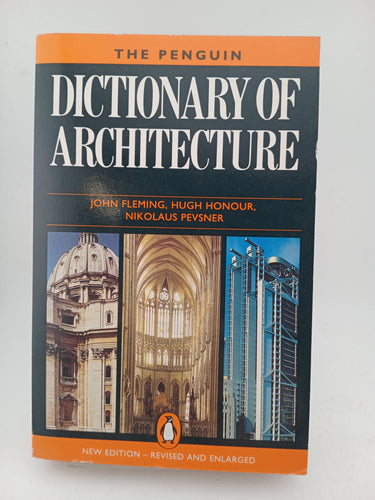 THE PENGUIN
DICTIONARY OF
ARCHITECTURE
JOHN FLEMING, HUGH HONOUR,
NIKOLAUS PEVSNER
NEW EDITION – REVISED AND ENLARGED